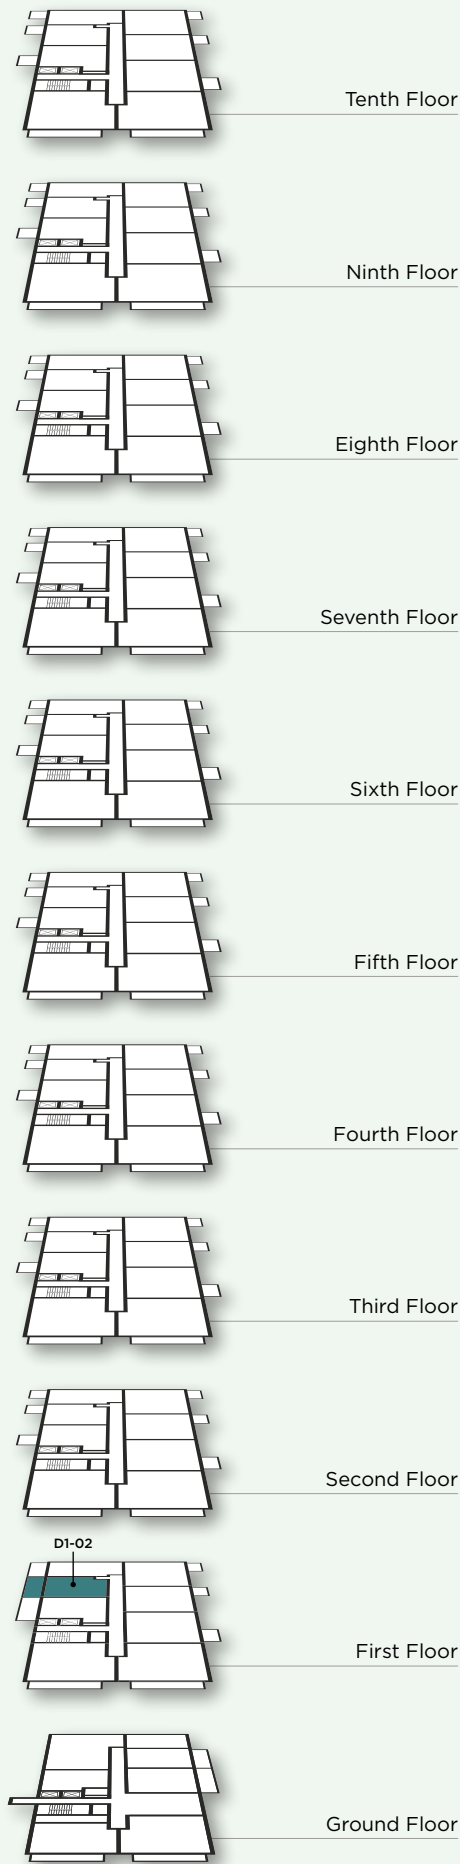 Tenth Floor
Ninth Floor
Eighth Floor
Seventh Floor
Sixth Floor
Fifth Floor
Fourth Floor
Third Floor
Second Floor
D1-02
First Floor
Ground Floor